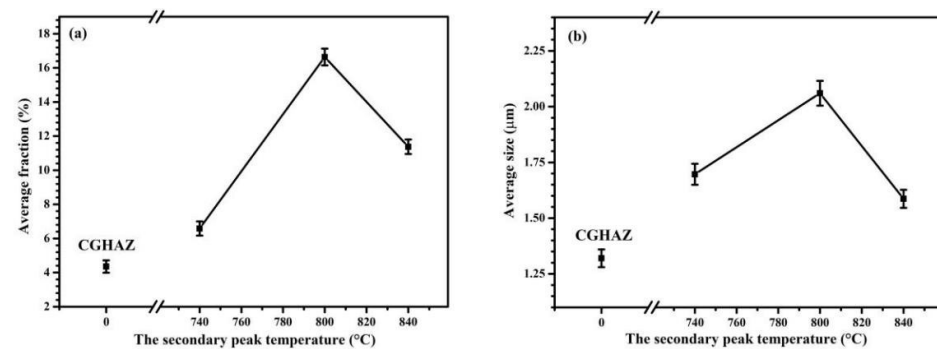 (a)
Average fraction (%)
18
16
14
12
10
8
6
4
2
CGHAZ
0 740 760 780 800 820 840
The secondary peak temperature (°C)
(b)
Average size (μm)
2.25
2.00
1.75
1.50
1.25
CGHAZ
0 740 760 780 800 820 840
The secondary peak temperature (°C)